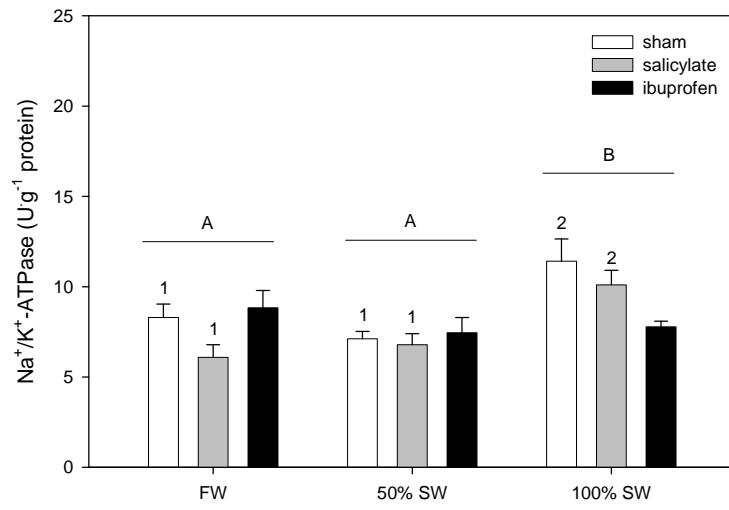 25
20
15
10
5
0
Na⁺/K⁺-ATPase (U·g⁻¹ protein)
sham
salicylate
ibuprofen
A
A
B
1
1
1
1
2
2
FW
50% SW
100% SW